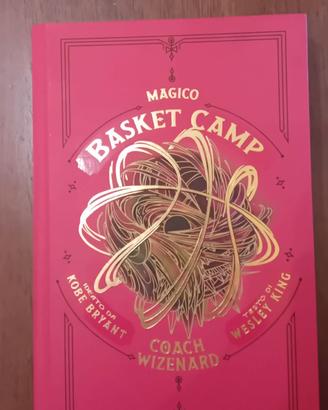 MAGICO
BASKET CAMP
IDEATO DA
KOBE BRYANT
TESTO DI
WESLEY KING
COACH
WIZENARD